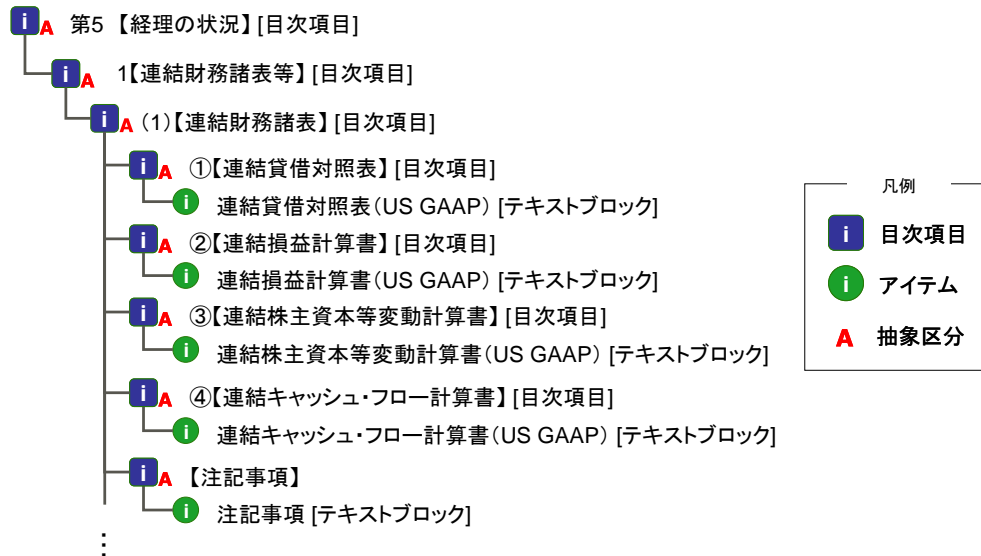 i A 第5 【経理の状況】 [目次項目]
i A 1【連結財務諸表等】 [目次項目]
i A (1)【連結財務諸表】 [目次項目]
i A ①【連結貸借対照表】 [目次項目]
i 連結貸借対照表(US GAAP) [テキストブロック]
i A ②【連結損益計算書】 [目次項目]
i 連結損益計算書(US GAAP) [テキストブロック]
i A ③【連結株主資本等変動計算書】 [目次項目]
i 連結株主資本等変動計算書(US GAAP) [テキストブロック]
i A ④【連結キャッシュ・フロー計算書】 [目次項目]
i 連結キャッシュ・フロー計算書(US GAAP) [テキストブロック]
i A 【注記事項】
i 注記事項 [テキストブロック]
⋮
凡例
i 目次項目
i アイテム
A 抽象区分